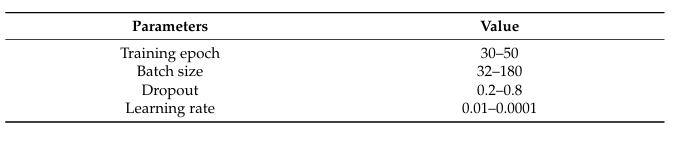 Parameters Value
Training epoch 30–50
Batch size 32–180
Dropout 0.2–0.8
Learning rate 0.01–0.0001